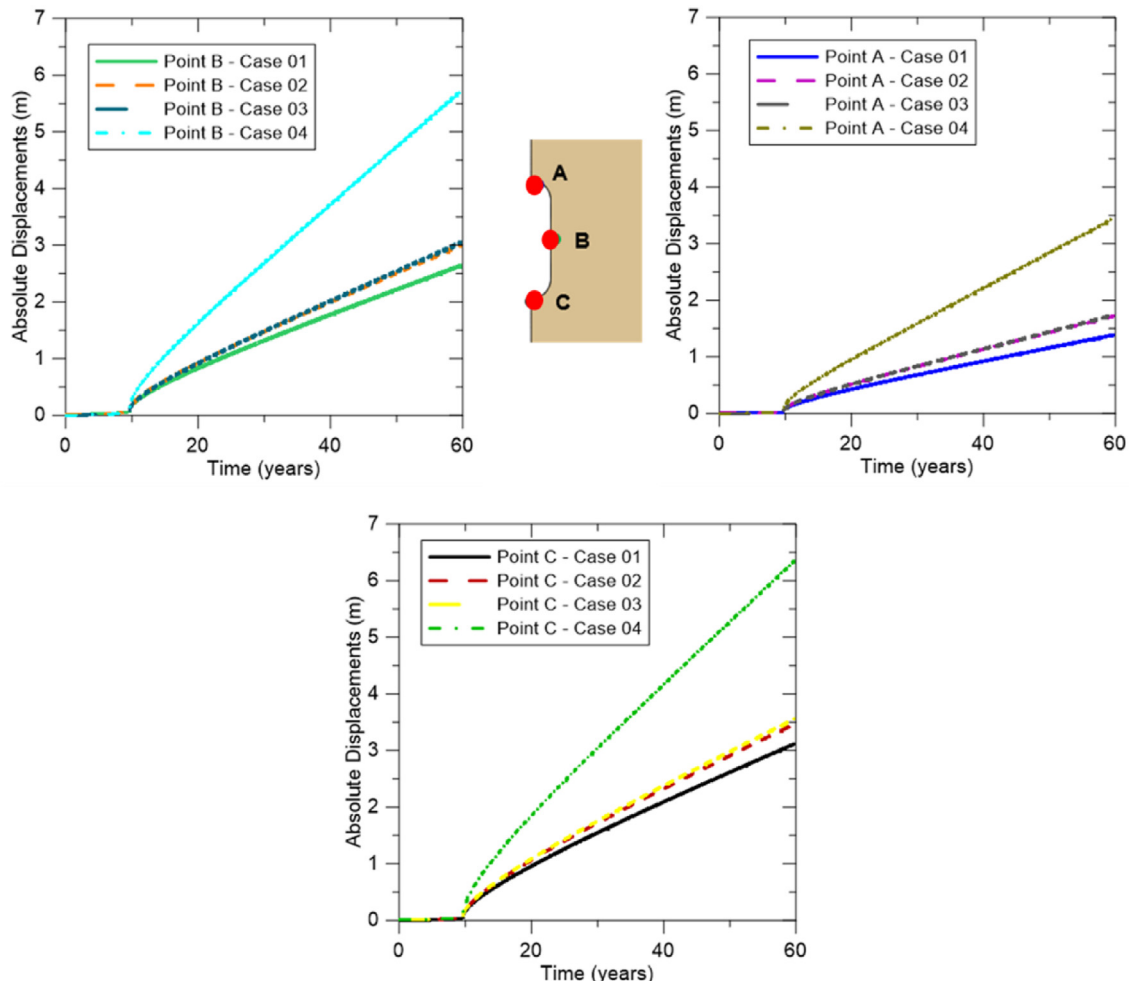 7
6
5
4
3
2
1
0
Absolute Displacements (m)
Point B - Case 01
Point B - Case 02
Point B - Case 03
Point B - Case 04
0
20
40
60
Time (years)
A
B
C
7
6
5
4
3
2
1
0
Absolute Displacements (m)
Point A - Case 01
Point A - Case 02
Point A - Case 03
Point A - Case 04
0
20
40
60
Time (years)
7
6
5
4
3
2
1
0
Absolute Displacements (m)
Point C - Case 01
Point C - Case 02
Point C - Case 03
Point C - Case 04
0
20
40
60
Time (years)